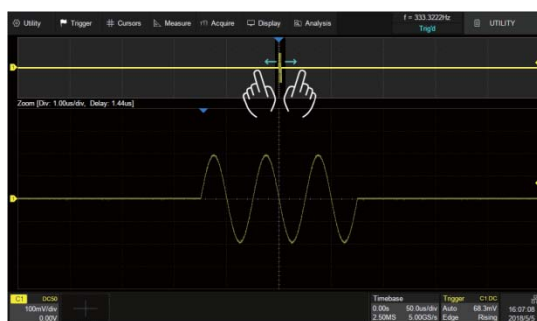 Utility Trigger Cursors Measure Acquire Display Analysis f = 333.3222Hz UTILITY
Trig'd
Zoom [Div: 1.00us/div, Delay: 1.44us]
C1 DC50 Timebase Trigger C1 DC
100mV/div 0.00s 50.0us/div Auto 68.3mV 16:07:08
0.00V 2.50MS 5.00GS/s Edge Rising 2018/5/5